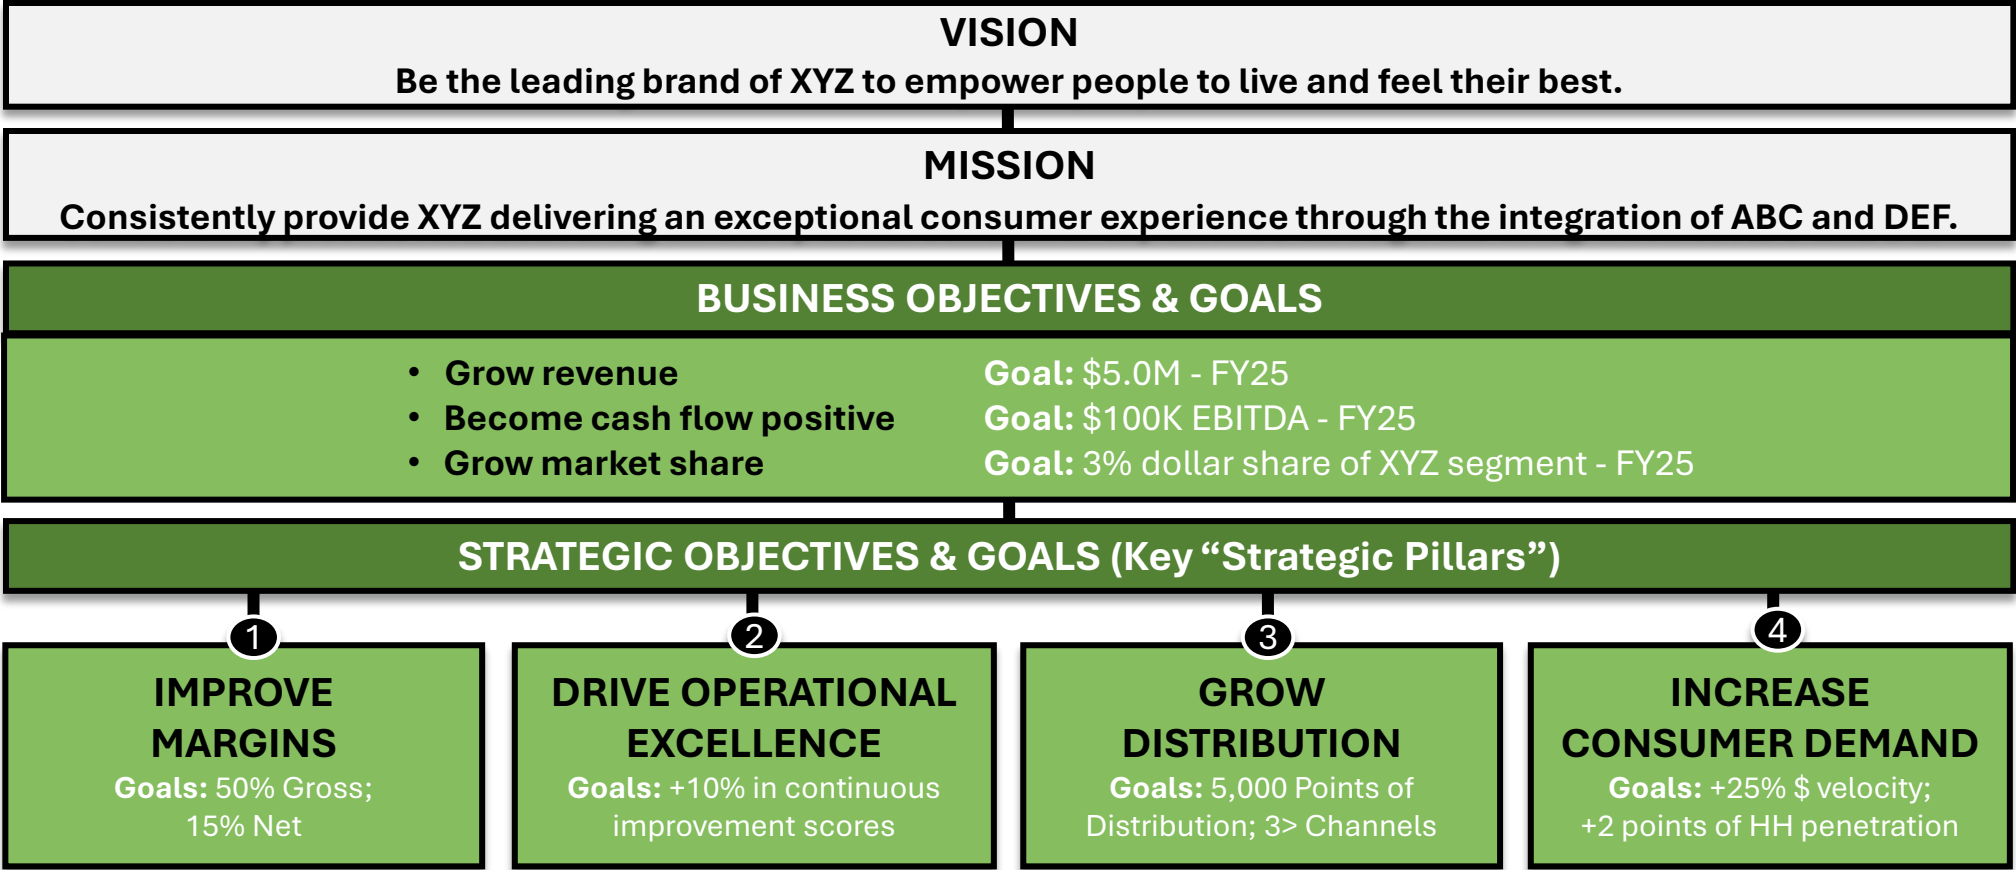 VISION
Be the leading brand of XYZ to empower people to live and feel their best.
MISSION
Consistently provide XYZ delivering an exceptional consumer experience through the integration of ABC and DEF.
BUSINESS OBJECTIVES & GOALS
• Grow revenue Goal: $5.0M - FY25
• Become cash flow positive Goal: $100K EBITDA - FY25
• Grow market share Goal: 3% dollar share of XYZ segment - FY25
STRATEGIC OBJECTIVES & GOALS (Key “Strategic Pillars”)
1
IMPROVE
MARGINS
Goals: 50% Gross;
15% Net
2
DRIVE OPERATIONAL
EXCELLENCE
Goals: +10% in continuous
improvement scores
3
GROW
DISTRIBUTION
Goals: 5,000 Points of
Distribution; 3> Channels
4
INCREASE
CONSUMER DEMAND
Goals: +25% $ velocity;
+2 points of HH penetration